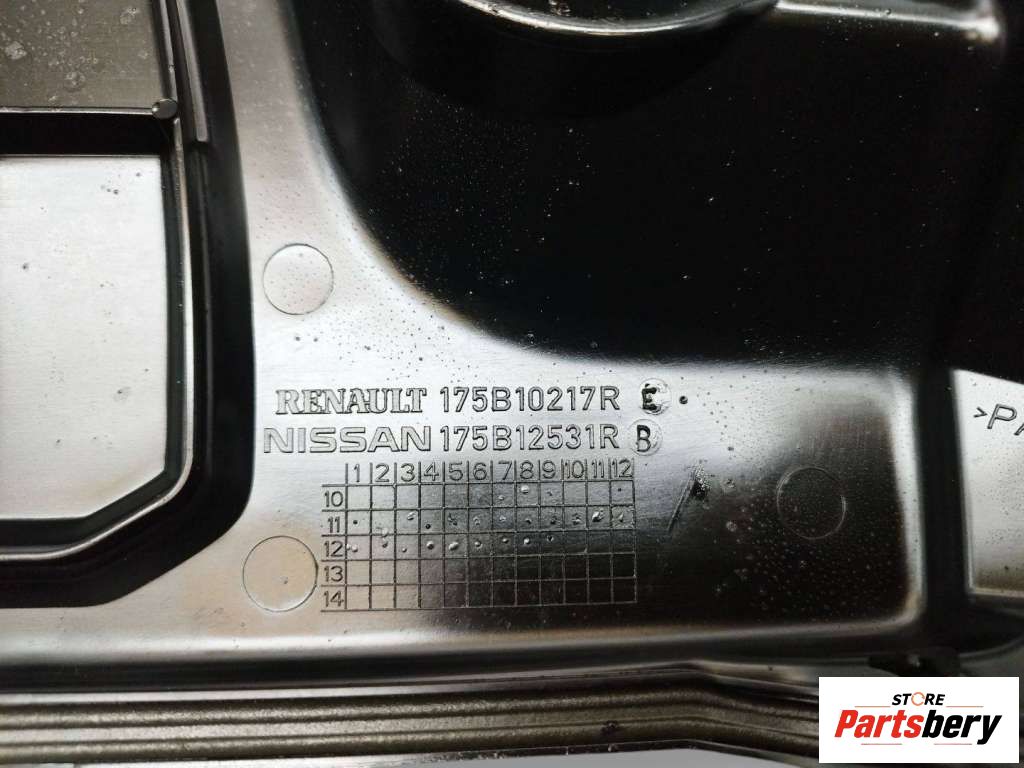 RENAULT 175B10217R E
NISSAN 175B12531R B
1 2 3 4 5 6 7 8 9 10 11 12
10
11
12
13
14
>P
STORE
Partsbery